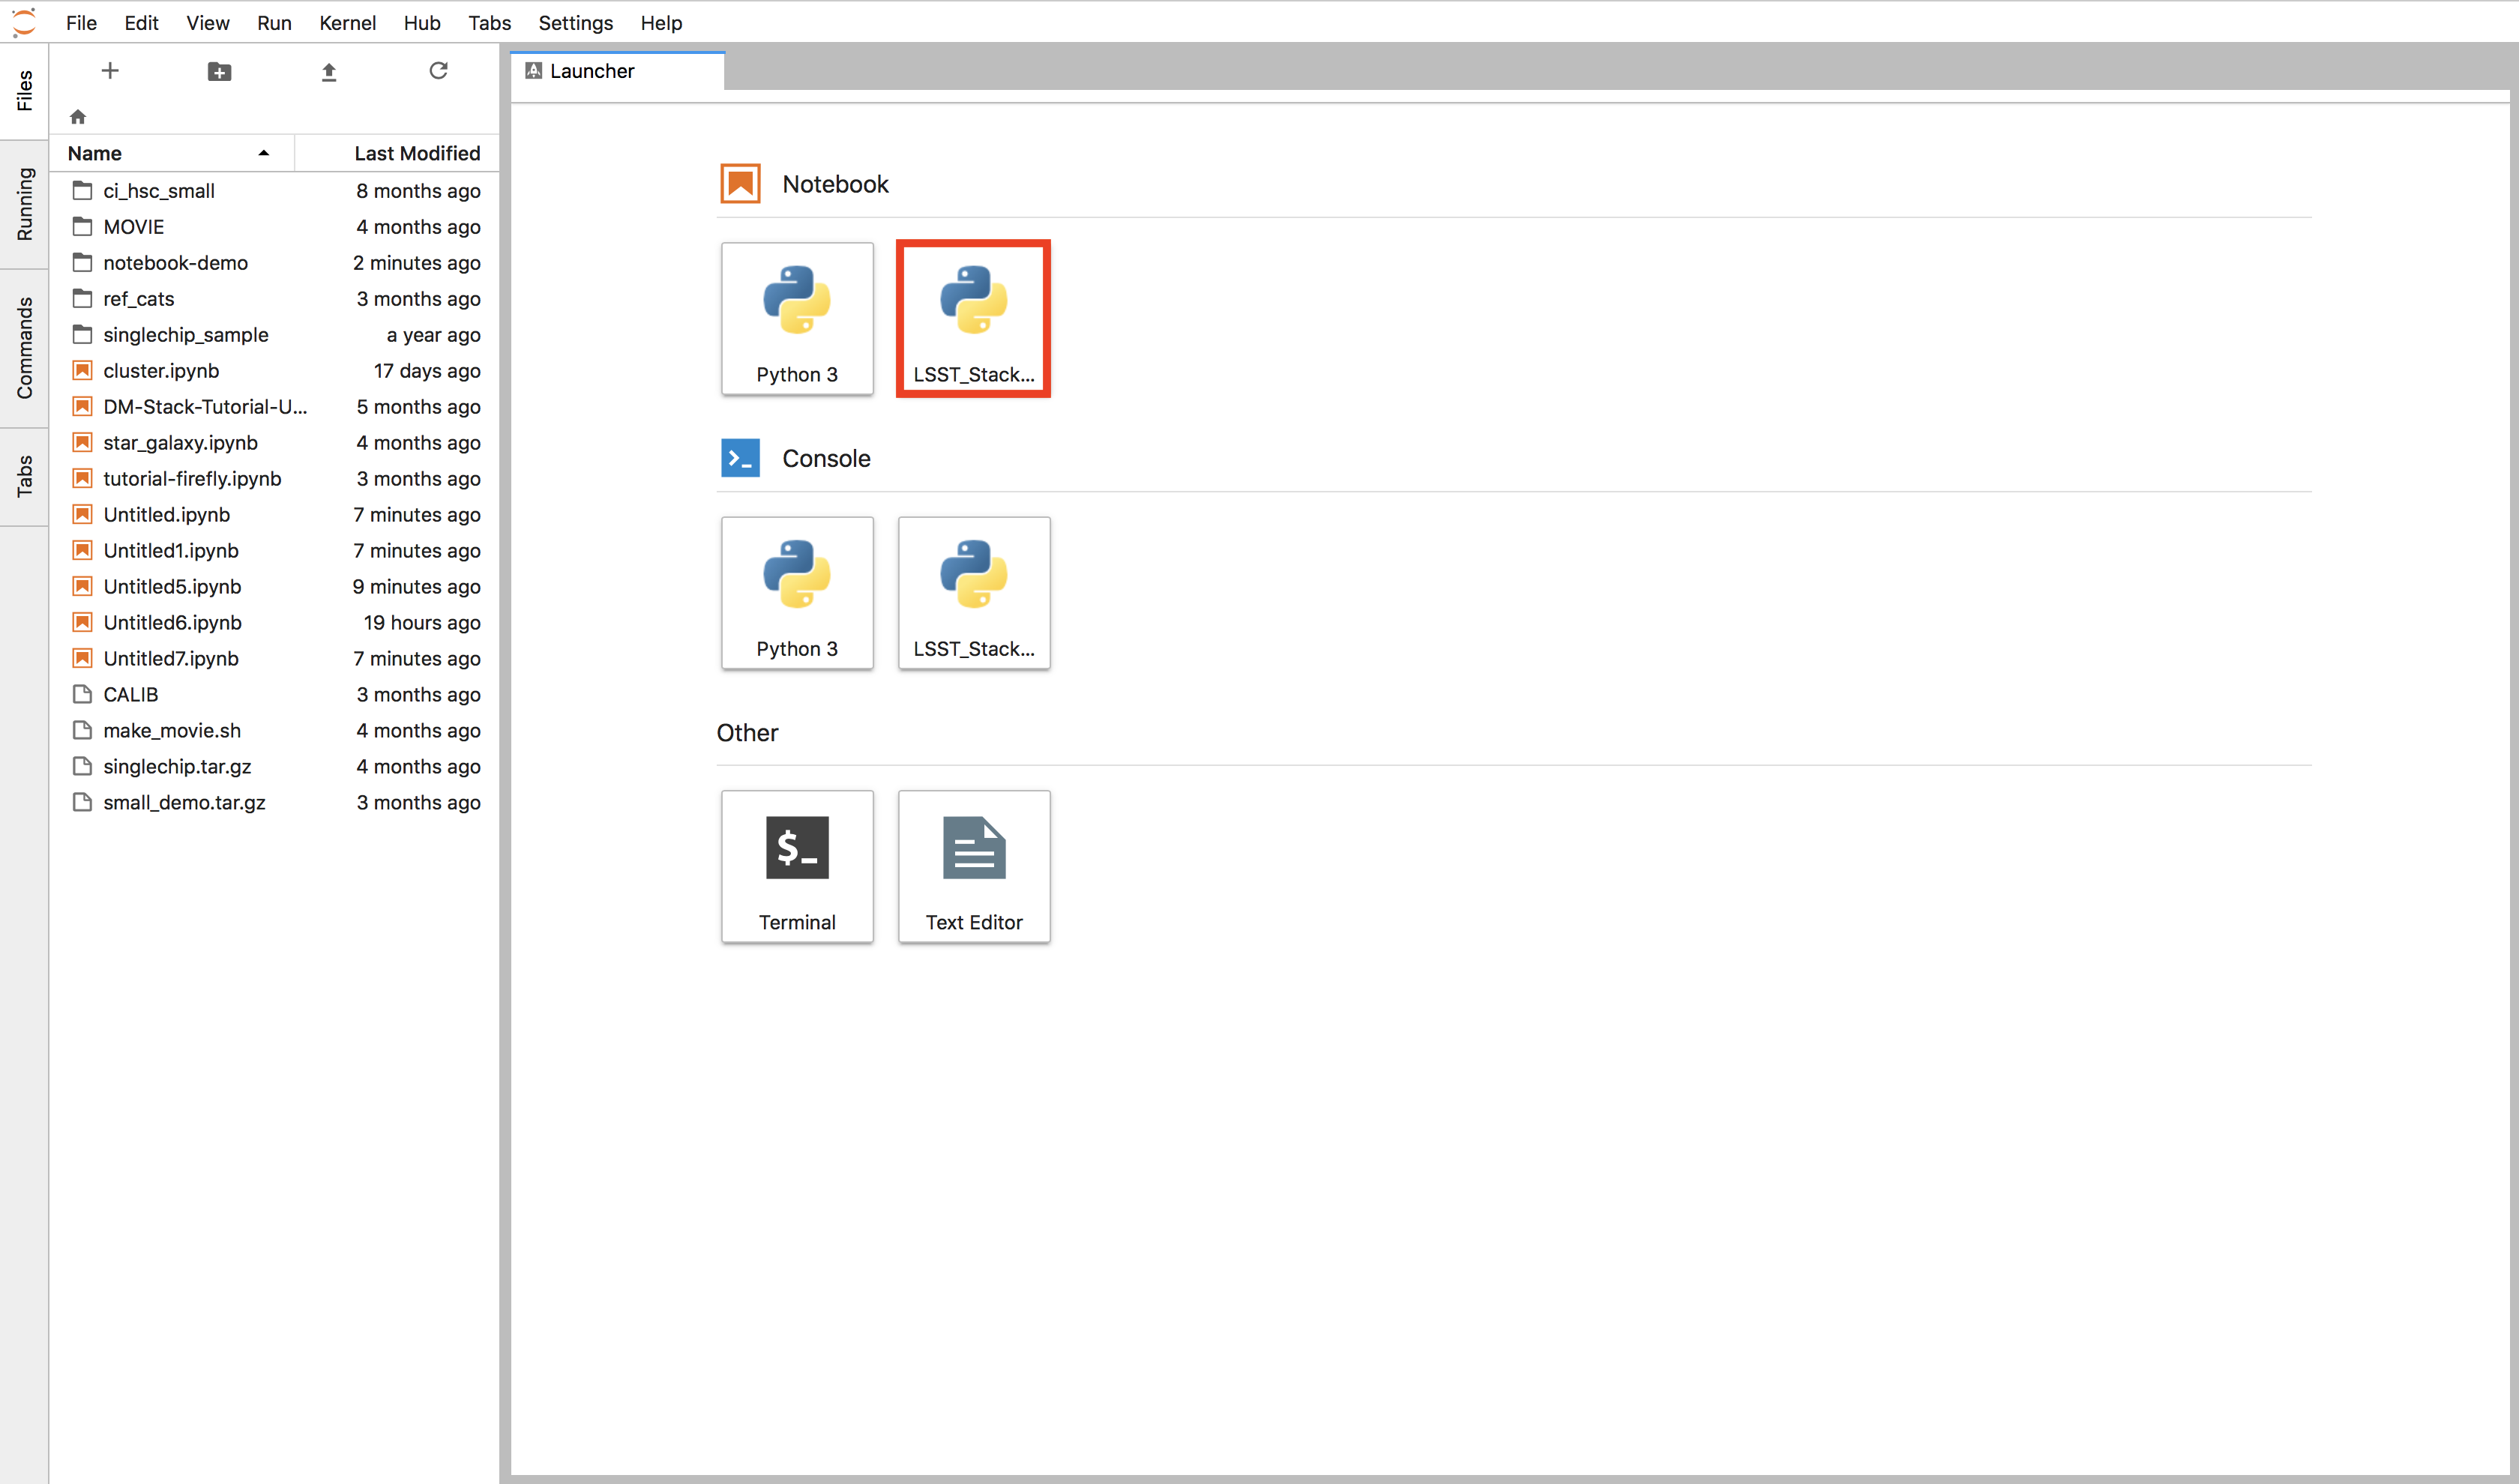 File Edit View Run Kernel Hub Tabs Settings Help
Files
Running
Commands
Tabs
Name Last Modified
ci_hsc_small 8 months ago
MOVIE 4 months ago
notebook-demo 2 minutes ago
ref_cats 3 months ago
singlechip_sample a year ago
cluster.ipynb 17 days ago
DM-Stack-Tutorial-U... 5 months ago
star_galaxy.ipynb 4 months ago
tutorial-firefly.ipynb 3 months ago
Untitled.ipynb 7 minutes ago
Untitled1.ipynb 7 minutes ago
Untitled5.ipynb 9 minutes ago
Untitled6.ipynb 19 hours ago
Untitled7.ipynb 7 minutes ago
CALIB 3 months ago
make_movie.sh 4 months ago
singlechip.tar.gz 4 months ago
small_demo.tar.gz 3 months ago
Launcher
Notebook
Python 3 LSST_Stack...
Console
Python 3 LSST_Stack...
Other
$_
Terminal Text Editor